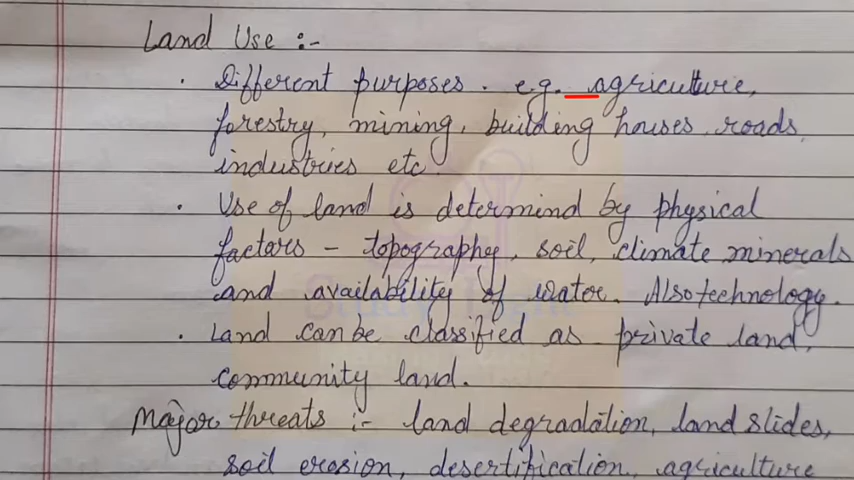 Land Use :-
· Different purposes. e.g. agriculture,
forestry, mining, building houses, roads,
industries etc.
· Use of land is determind by physical
factors - topography, soil, climate minerals
and availability of water. Also technology.
· Land can be classified as private land,
community land.
Major threats :- land degradation, land slides,
soil erosion, desertification, agriculture